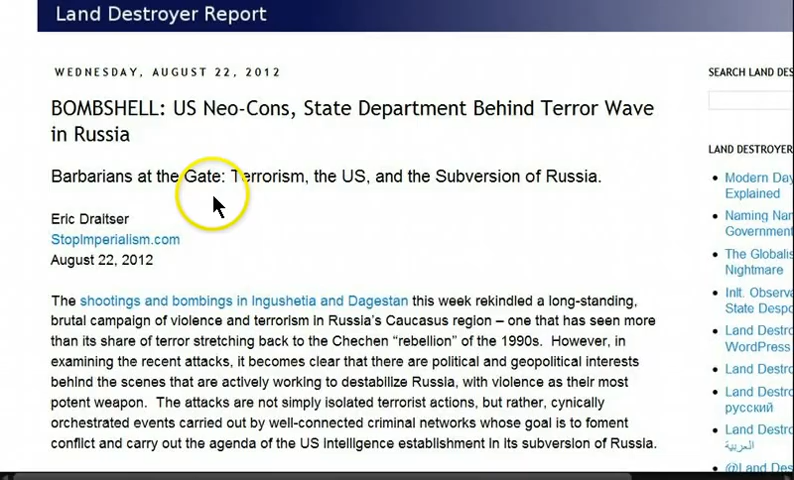 Land Destroyer Report
WEDNESDAY, AUGUST 22, 2012
BOMBSHELL: US Neo-Cons, State Department Behind Terror Wave
in Russia
Barbarians at the Gate: Terrorism, the US, and the Subversion of Russia.
Eric Draitser
StopImperialism.com
August 22, 2012
The shootings and bombings in Ingushetia and Dagestan this week rekindled a long-standing,
brutal campaign of violence and terrorism in Russia's Caucasus region – one that has seen more
than its share of terror stretching back to the Chechen “rebellion” of the 1990s. However, in
examining the recent attacks, it becomes clear that there are political and geopolitical interests
behind the scenes that are actively working to destabilize Russia, with violence as their most
potent weapon. The attacks are not simply isolated terrorist actions, but rather, cynically
orchestrated events carried out by well-connected criminal networks whose goal is to foment
conflict and carry out the agenda of the US intelligence establishment in its subversion of Russia.
SEARCH LAND DES
LAND DESTROYER
Modern Day
Explained
Naming Nan
Government
The Globalis
Nightmare
Int. Observa
State Despo
Land Destro
WordPress
Land Destro
Land Destro
русский
Land Destro
العربية
@Land Des